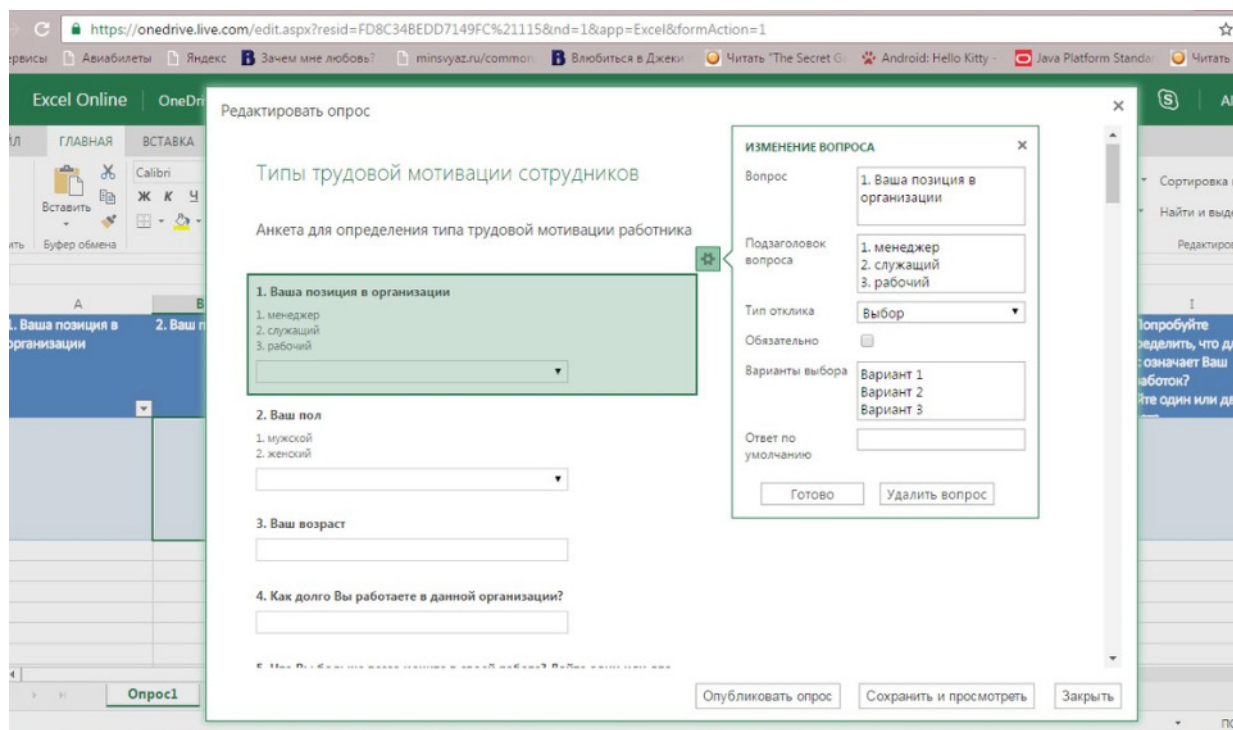 https://onedrive.live.com/edit.aspx?resid=FD8C34BEDD7149FC%21115&nd=1&app=Excel&formAction=1
Авиабилеты Яндекс Зачем мне любовь? minsvyaz.ru/common Влюбиться в Джеки Читать "The Secret Android: Hello Kitty - Java Platform Читать
Excel Online
ГЛАВНАЯ ВСТАВКА
Calibri
Вставить
Ж К Ч
Буфер обмена
A
B
1. Ваша позиция в
организации
2. Ваш
Редактировать опрос
Типы трудовой мотивации сотрудников
Анкета для определения типа трудовой мотивации работника
1. Ваша позиция в организации
1. менеджер
2. служащий
3. рабочий
2. Ваш пол
1. мужской
2. женский
3. Ваш возраст
4. Как долго Вы работаете в данной организации?
ИЗМЕНЕНИЕ ВОПРОСА
Вопрос
1. Ваша позиция в
организации
Подзаголовок
вопроса
1. менеджер
2. служащий
3. рабочий
Тип отклика
Выбор
Обязательно
Варианты выбора
Вариант 1
Вариант 2
Вариант 3
Ответ по
умолчанию
Готово Удалить вопрос
Опубликовать опрос Сохранить и просмотреть Закрыть
Сортировка
Найти и
I
что
означает Ваш
один или
Опрос1